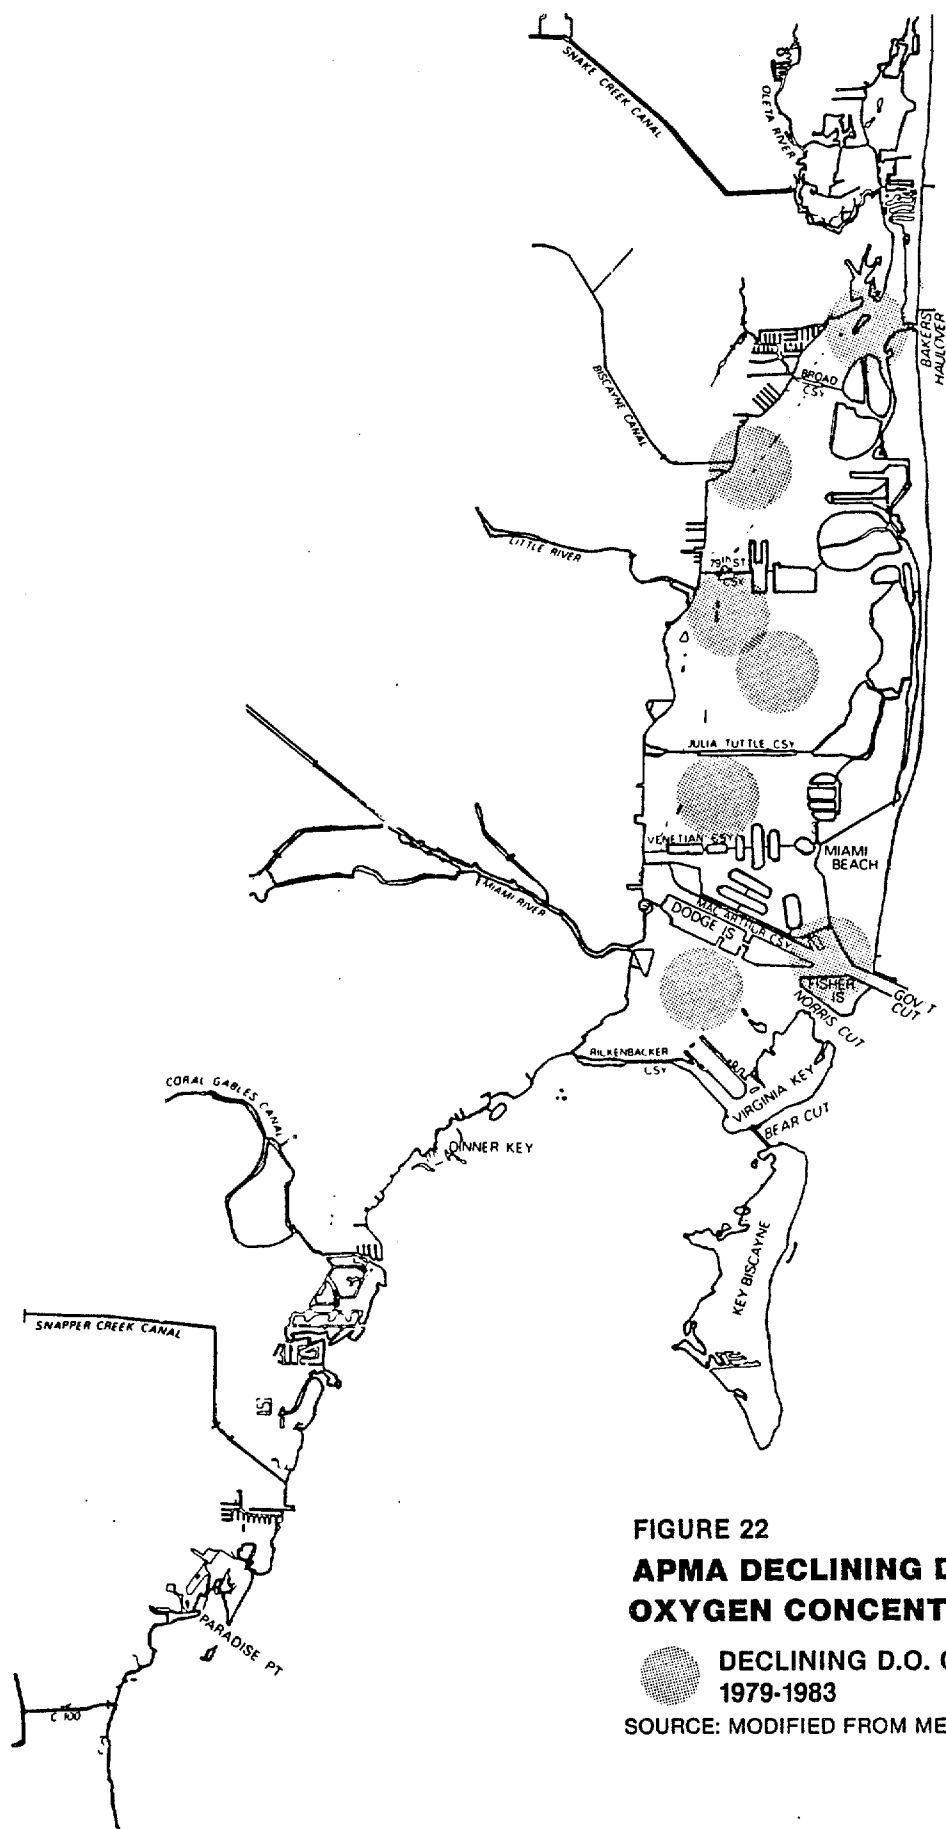 SNAKE CREEK CANAL
OLETA RIVER
BAKERS
HAULOVER
BROAD
CSY
BISCAYNE CANAL
LITTLE RIVER
79TH ST
CSY
JULIA TUTTLE CSY
VENETIAN CSY
MIAMI
BEACH
MIAMI RIVER
MAC ARTHUR CSY
DODGE IS
FISHER
IS
GOV'T
CUT
NORRIS CUT
RICKENBACKER
CSY
VIRGINIA KEY
BEAR CUT
CORAL GABLES CANAL
DINNER KEY
KEY BISCAYNE
SNAPPER CREEK CANAL
PARADISE PT
C 100
FIGURE 22
APMA DECLINING D
OXYGEN CONCENT
DECLINING D.O. C
1979-1983
SOURCE: MODIFIED FROM ME